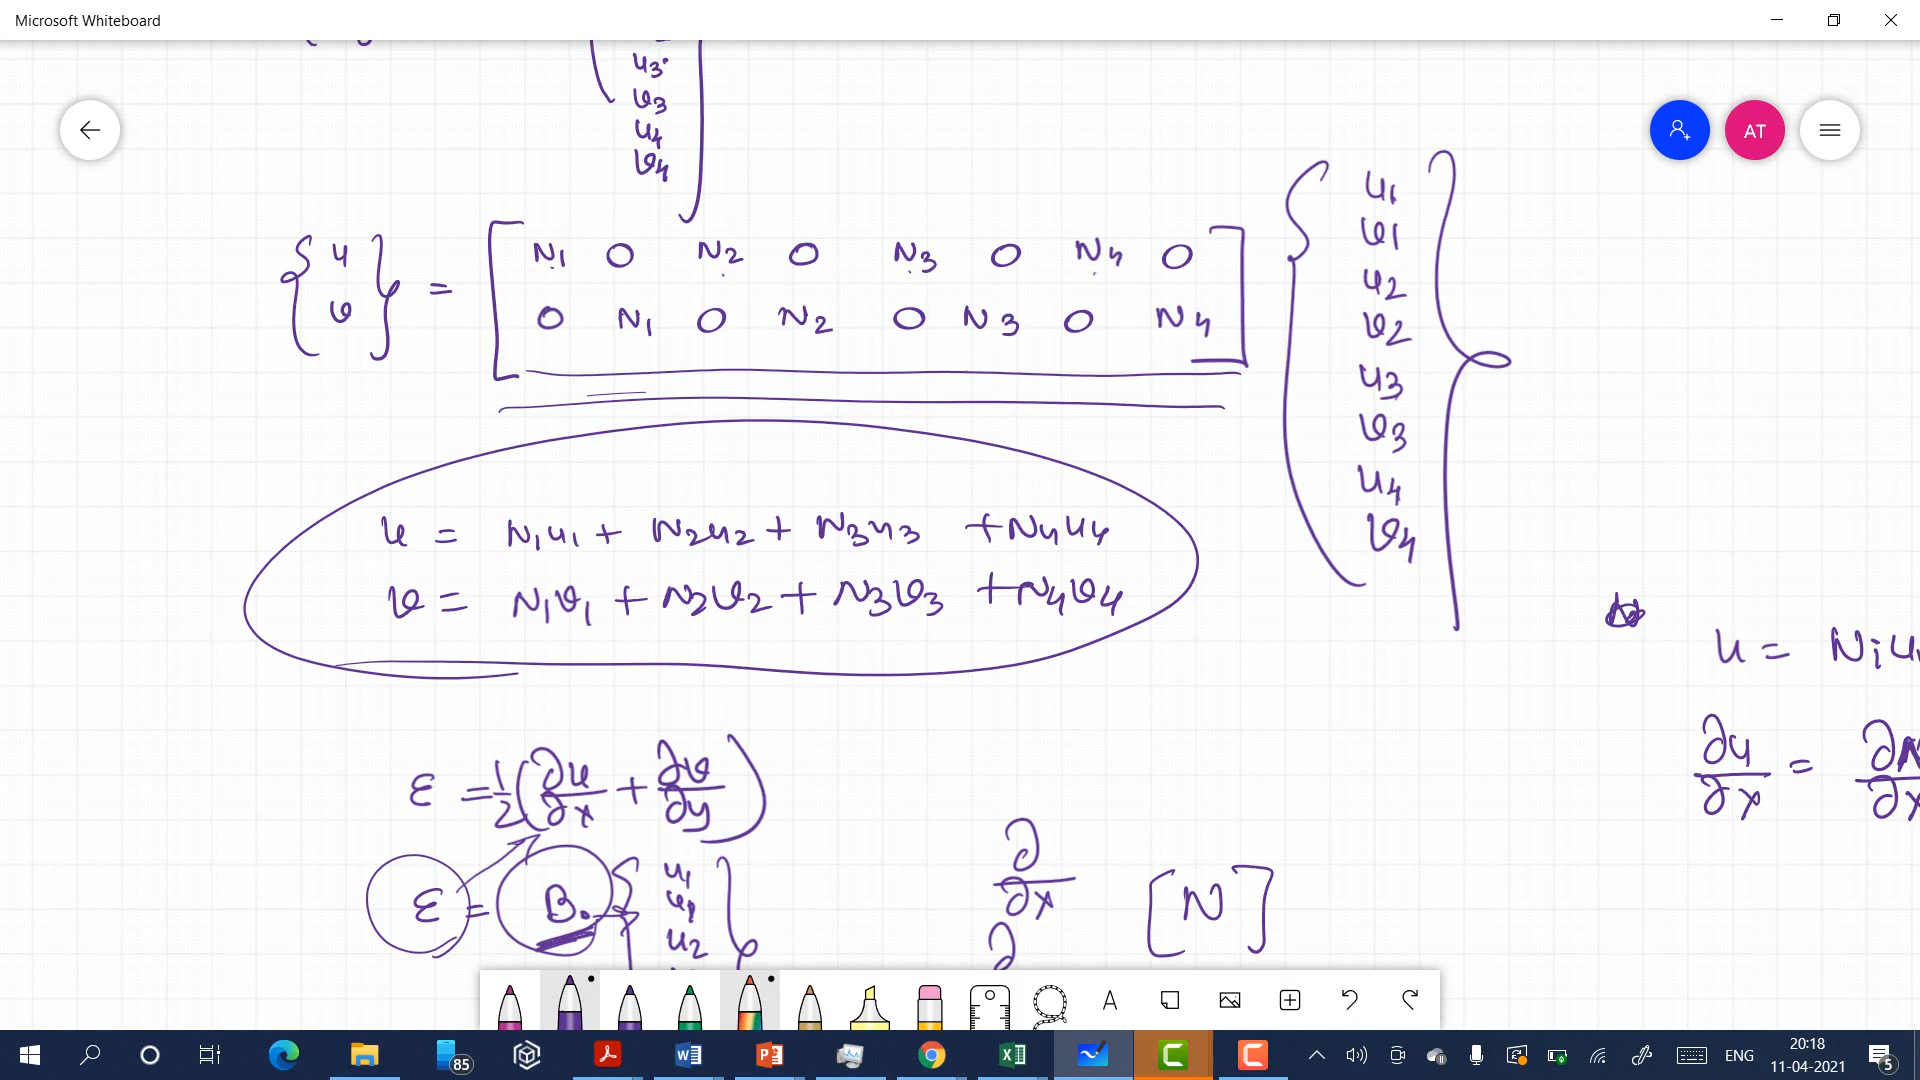 Microsoft Whiteboard
u3
v3
u4
v4
AT
{u v} = [N1 0 N2 0 N3 0 N4 0
0 N1 0 N2 0 N3 0 N4]
u1
v1
u2
v2
u3
v3
u4
v4
u = N1u1 + N2u2 + N3u3 + N4u4
v = N1v1 + N2v2 + N3v3 + N4v4
u = Niu
∂u/∂x = ∂N/∂x
ε = 1/2 (∂u/∂x + ∂v/∂y)
ε = B. { u1
u2
∂/∂x [N]
∂
A
85
ENG
20:18
11-04-2021
5